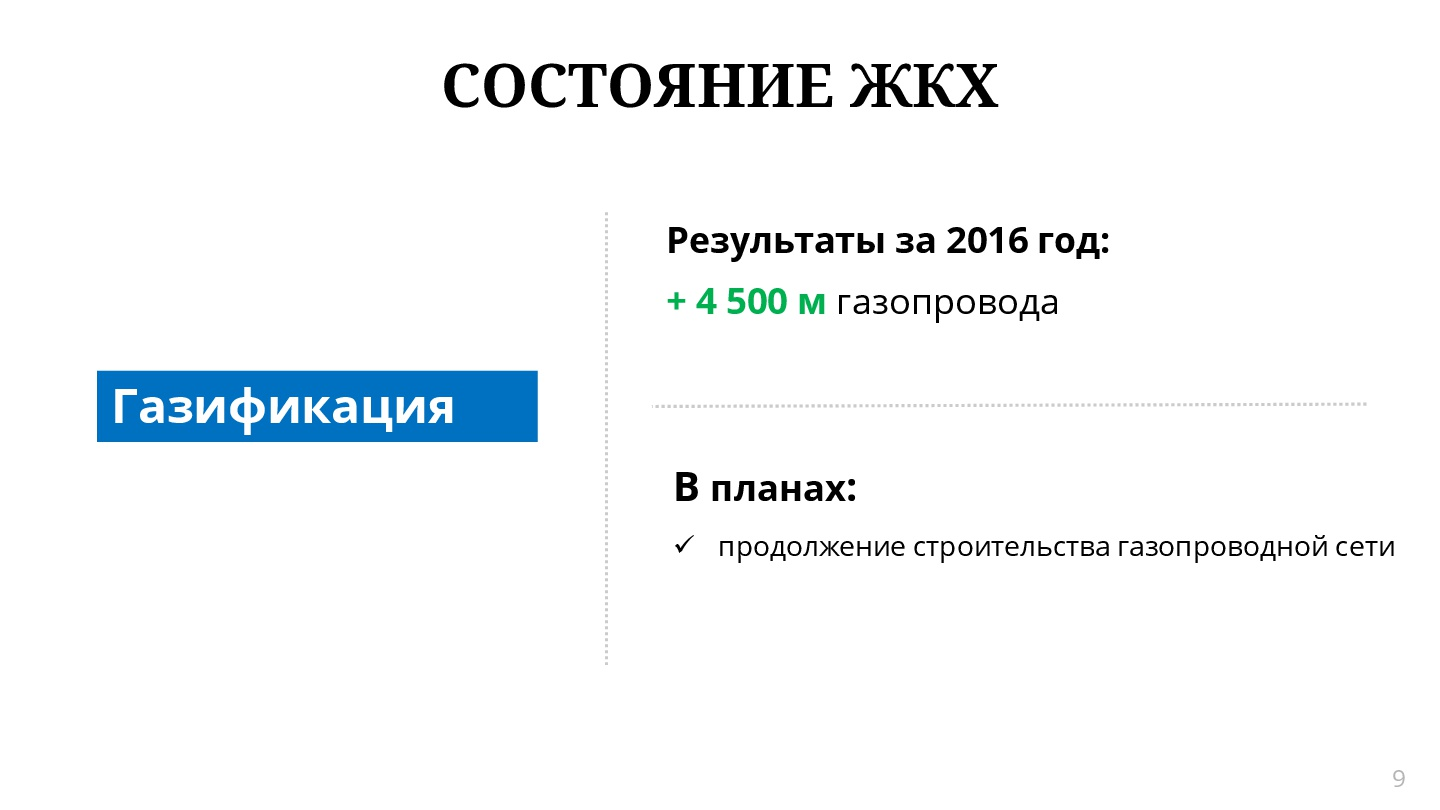 СОСТОЯНИЕ ЖКХ
Газификация
Результаты за 2016 год:
+ 4 500 м газопровода
В планах:
✓ продолжение строительства газопроводной сети
9